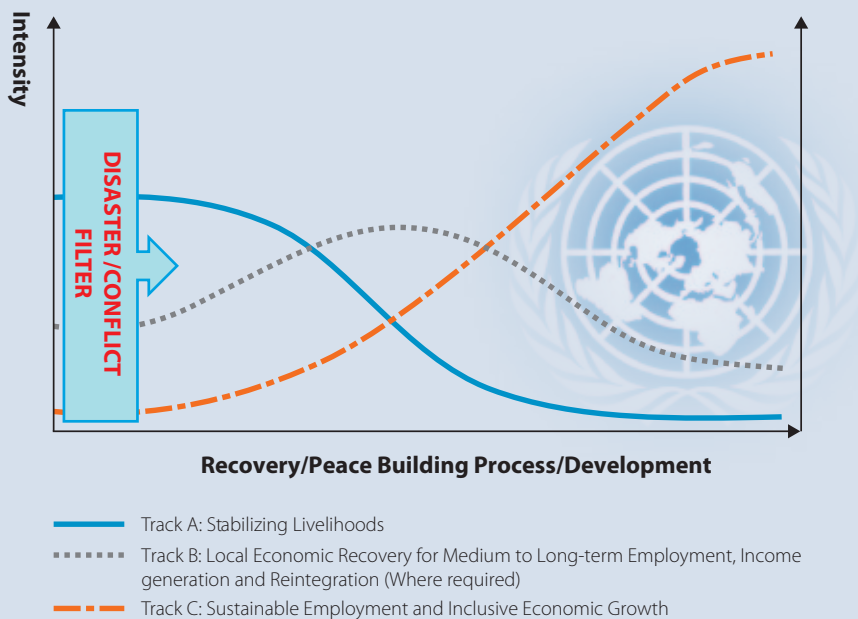 Intensity
DISASTER /CONFLICT
FILTER
Recovery/Peace Building Process/Development
Track A: Stabilizing Livelihoods
Track B: Local Economic Recovery for Medium to Long-term Employment, Income
generation and Reintegration (Where required)
Track C: Sustainable Employment and Inclusive Economic Growth